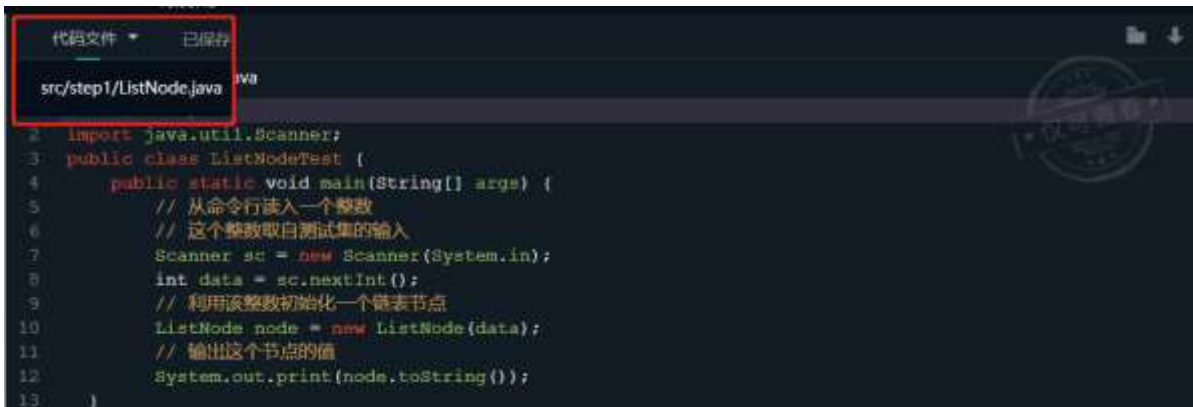 代码文件 已保存
src/step1/ListNode.java
ava
2 import java.util.Scanner;
3 public class ListNodeTest {
4 public static void main(String[] args) {
5 // 从命令行读入一个整数
6 // 这个整数取自测试集的输入
7 Scanner sc = new Scanner(System.in);
8 int data = sc.nextInt();
9 // 利用该整数初始化一个链表节点
10 ListNode node = new ListNode(data);
11 // 输出这个节点的值
12 System.out.print(node.toString());
13 }
仅可查看